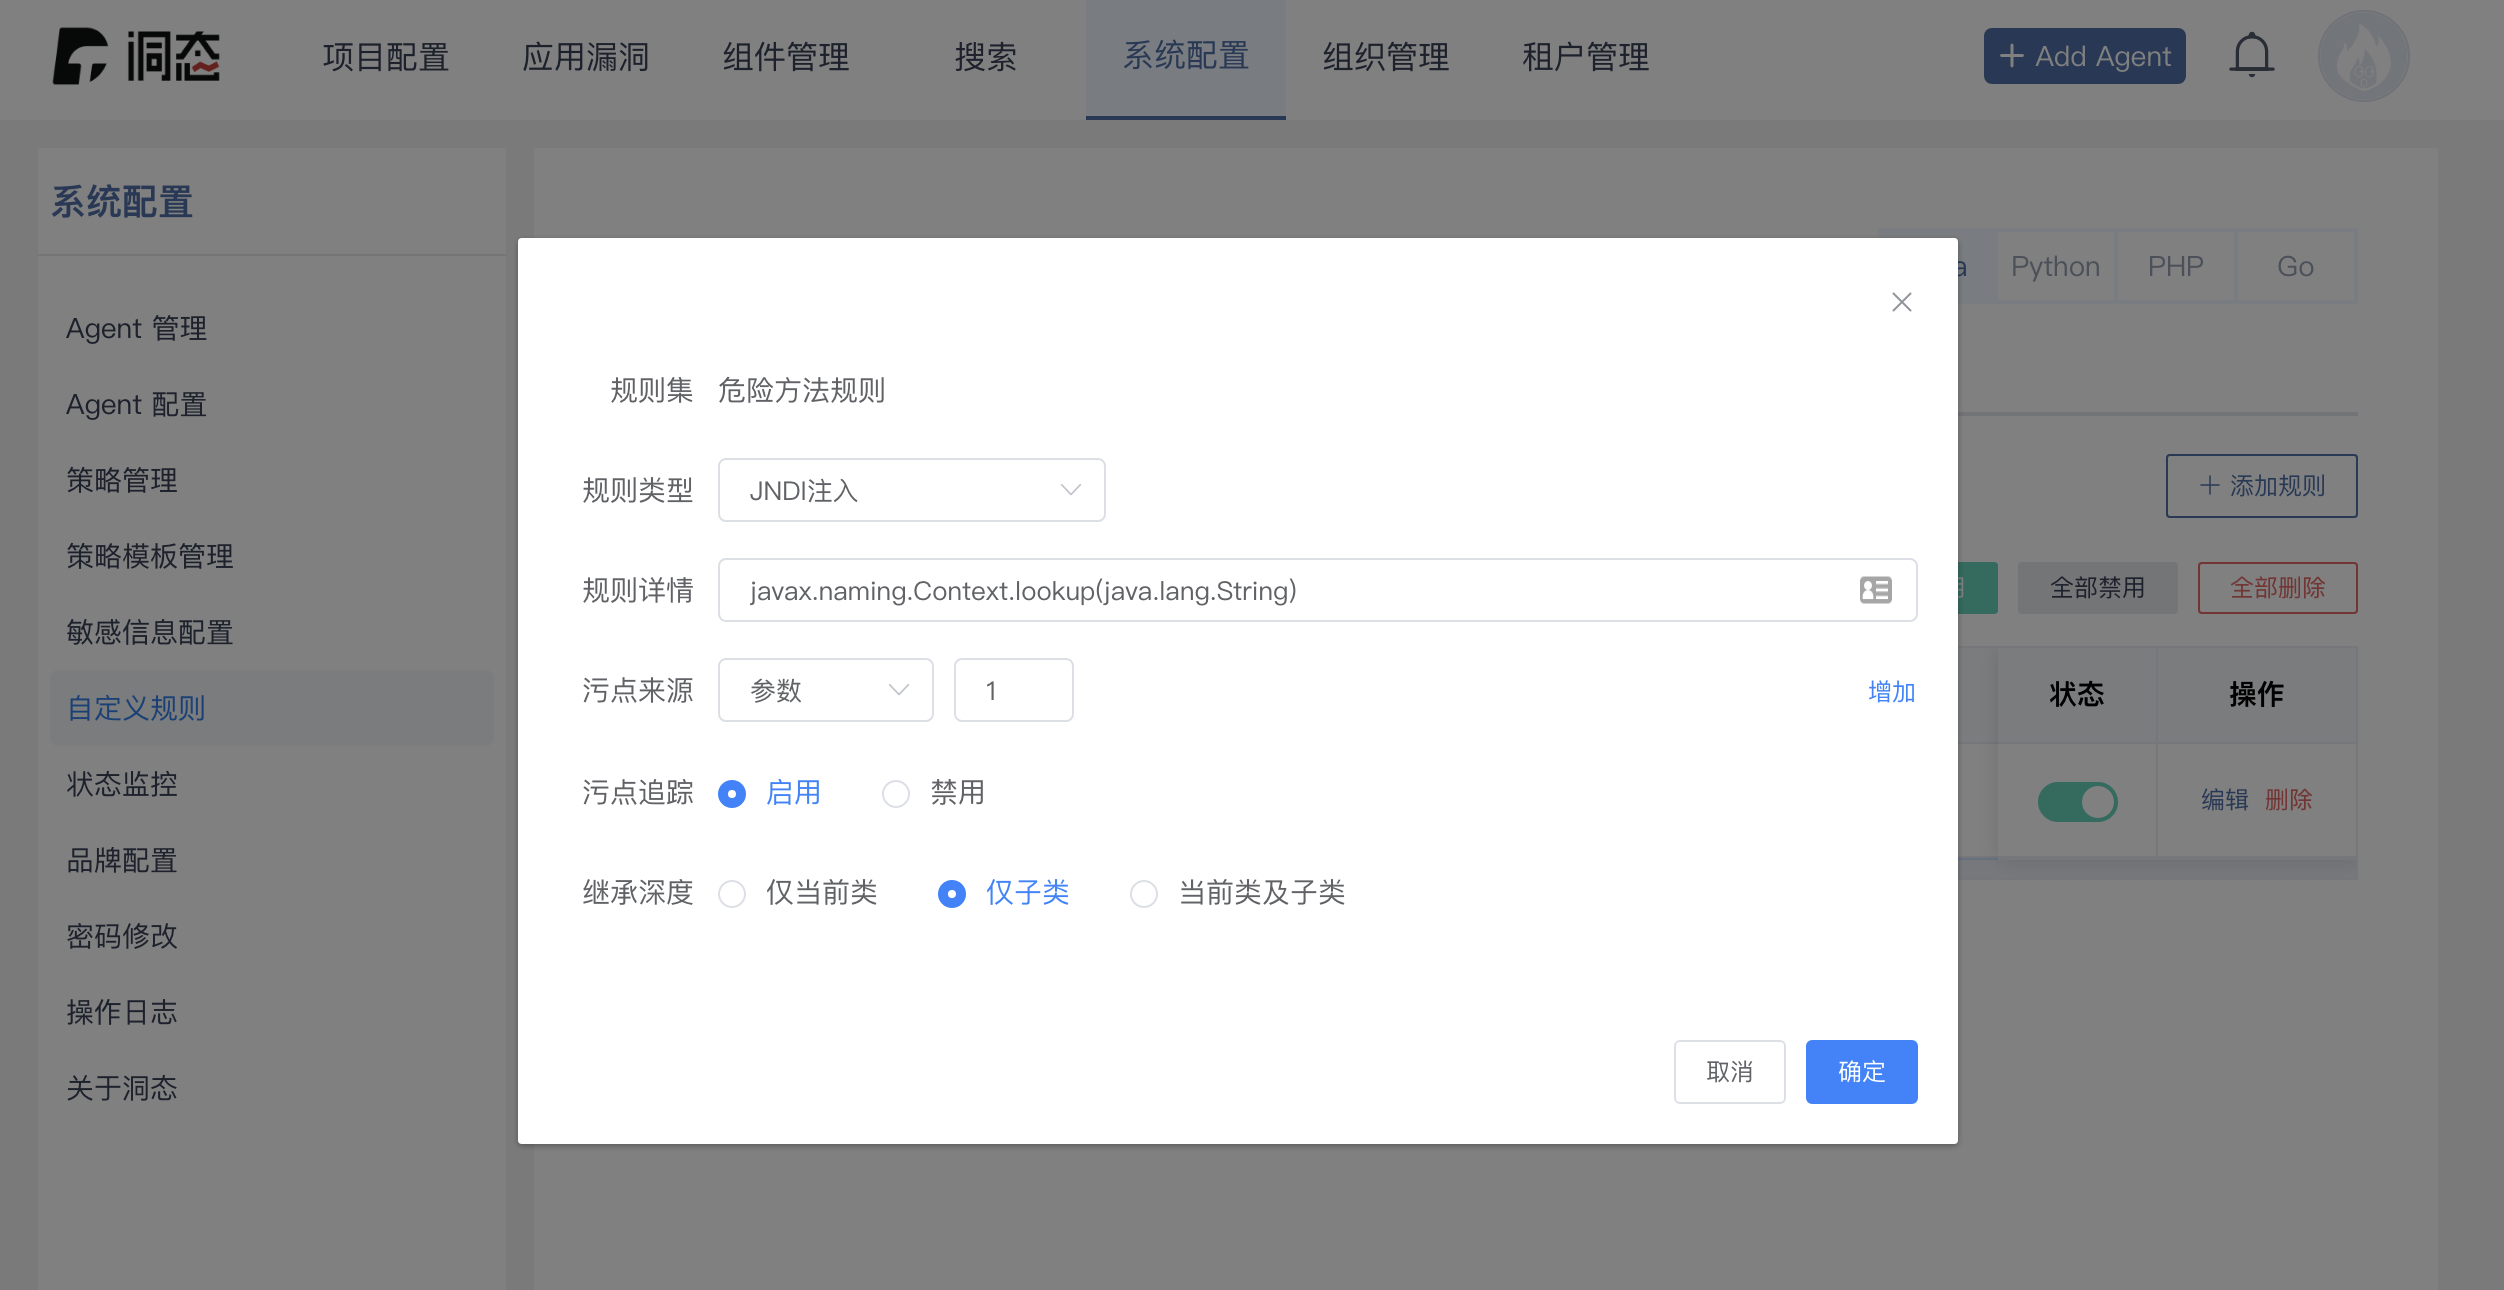 洞态
项目配置
应用漏洞
组件管理
搜索
系统配置
组织管理
租户管理
+ Add Agent
系统配置
Agent 管理
Agent 配置
策略管理
策略模板管理
敏感信息配置
自定义规则
状态监控
品牌配置
密码修改
操作日志
关于洞态
a
Python
PHP
Go
+ 添加规则
全部禁用
全部删除
状态
操作
编辑 删除
规则集 危险方法规则
规则类型 JNDI注入
规则详情 javax.naming.Context.lookup(java.lang.String)
污点来源 参数 1 增加
污点追踪 启用 禁用
继承深度 仅当前类 仅子类 当前类及子类
取消 确定